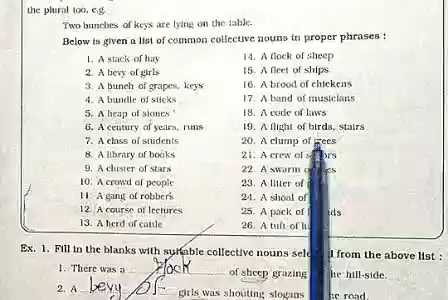 the plural too, e.g.
Two bunches of keys are lying on the table.
Below is given a list of common collective nouns in proper phrases :
1. A stack of hay
2. A bevy of girls
3. A bunch of grapes, keys
4. A bundle of sticks
5. A heap of stones
6. A century of years, runs
7. A class of students
8. A library of books
9. A cluster of stars
10. A crowd of people
11. A gang of robbers
12. A course of lectures
13. A herd of cattle
14. A flock of sheep
15. A fleet of ships
16. A brood of chickens
17. A band of musicians
18. A code of laws
19. A flight of birds, stairs
20. A clump of trees
21. A crew of
22. A swarm
23. A litter of
24. A shoal of
25. A pack of
26. A tuft of
Ex. 1. Fill in the blanks with suitable collective nouns from the above list :
1. There was a flock of sheep grazing the hill-side.
2. A bevy of girls was shouting slogans road